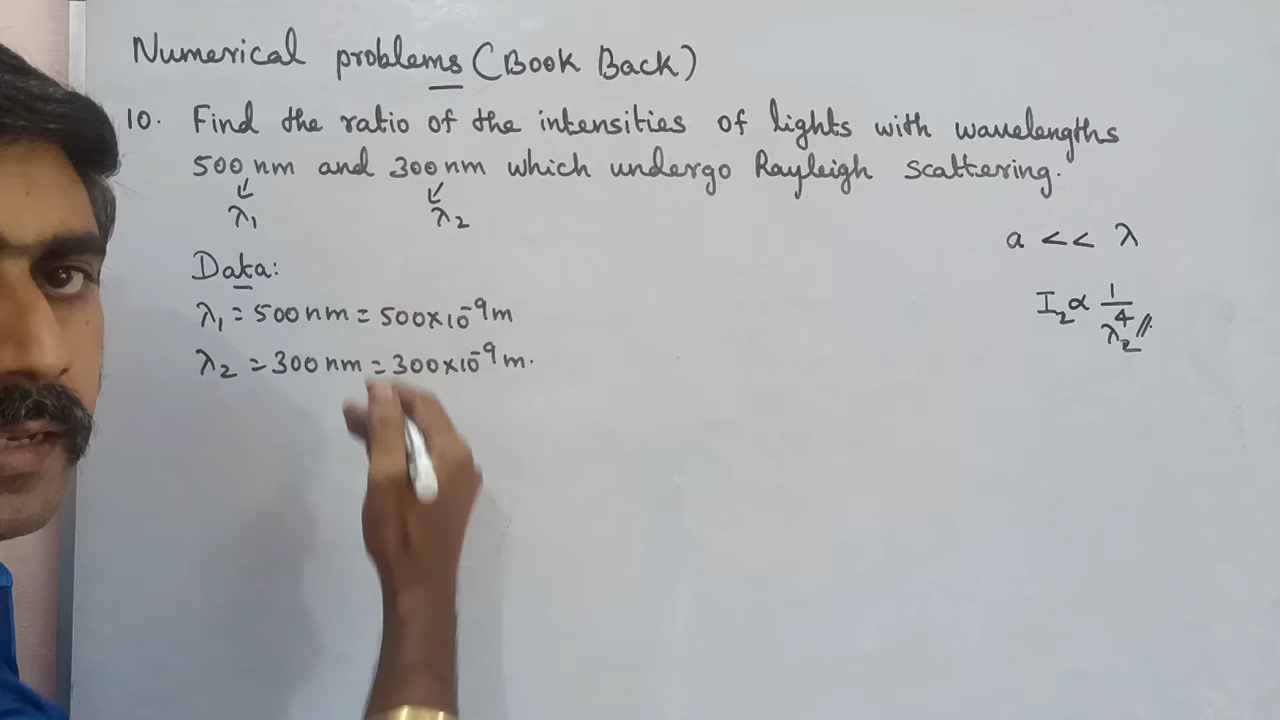 Numerical problems (Book Back)
10. Find the ratio of the intensities of lights with wavelengths
500 nm and 300 nm which undergo Rayleigh scattering.
λ₁ λ₂
Data:
λ₁ = 500 nm = 500×10⁻⁹ m
λ₂ = 300 nm = 300×10⁻⁹ m.
a << λ
I₂ ∝ 1/λ₂⁴ //